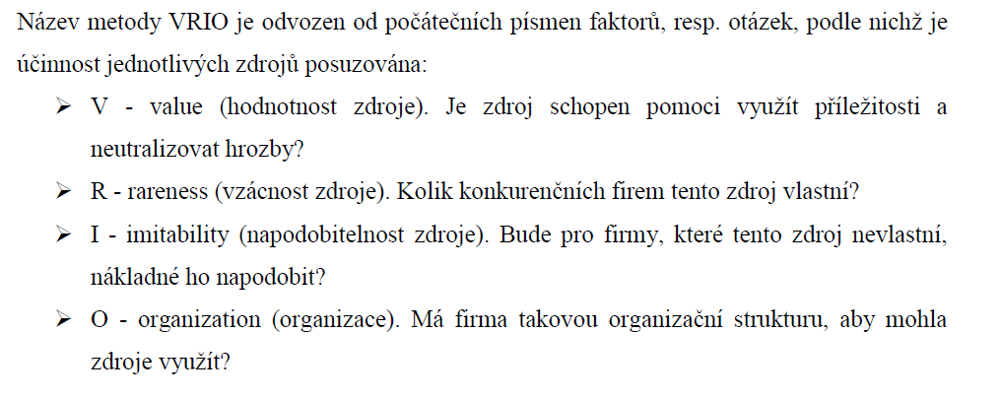 Název metody VRIO je odvozen od počátečních písmen faktorů, resp. otázek, podle nichž je
účinnost jednotlivých zdrojů posuzována:
➢ V - value (hodnotnost zdroje). Je zdroj schopen pomoci využít příležitosti a
neutralizovat hrozby?
➢ R - rareness (vzácnost zdroje). Kolik konkurenčních firem tento zdroj vlastní?
➢ I - imitability (napodobitelnost zdroje). Bude pro firmy, které tento zdroj nevlastní,
nákladné ho napodobit?
➢ O - organization (organizace). Má firma takovou organizační strukturu, aby mohla
zdroje využít?